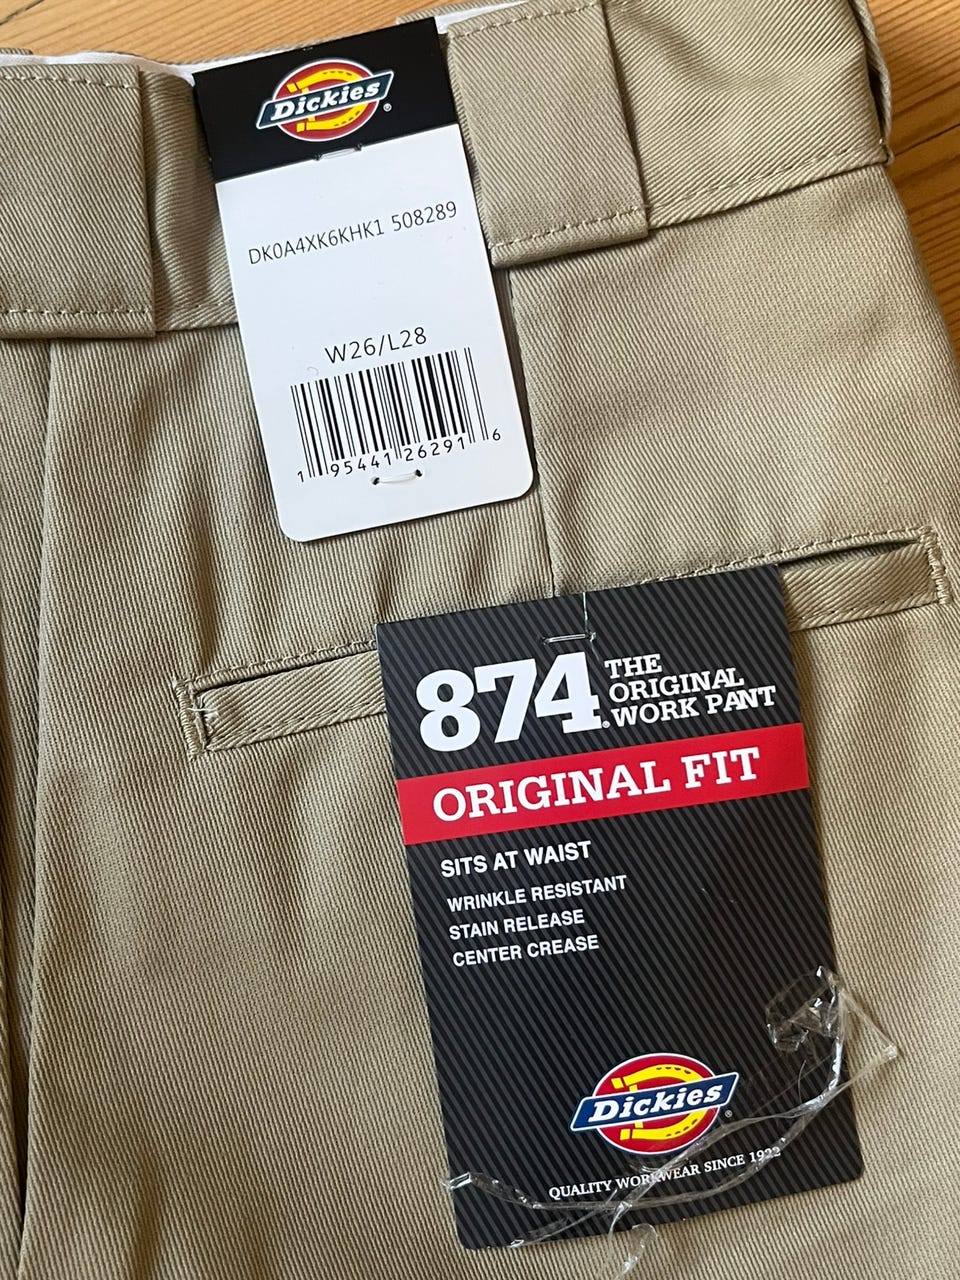 Dickies®
DK0A4XK6KHK1 508289
W26/L28
1 95441 26291 6
874® THE
ORIGINAL
WORK PANT
ORIGINAL FIT
SITS AT WAIST
WRINKLE RESISTANT
STAIN RELEASE
CENTER CREASE
Dickies®
QUALITY WORKWEAR SINCE 1922